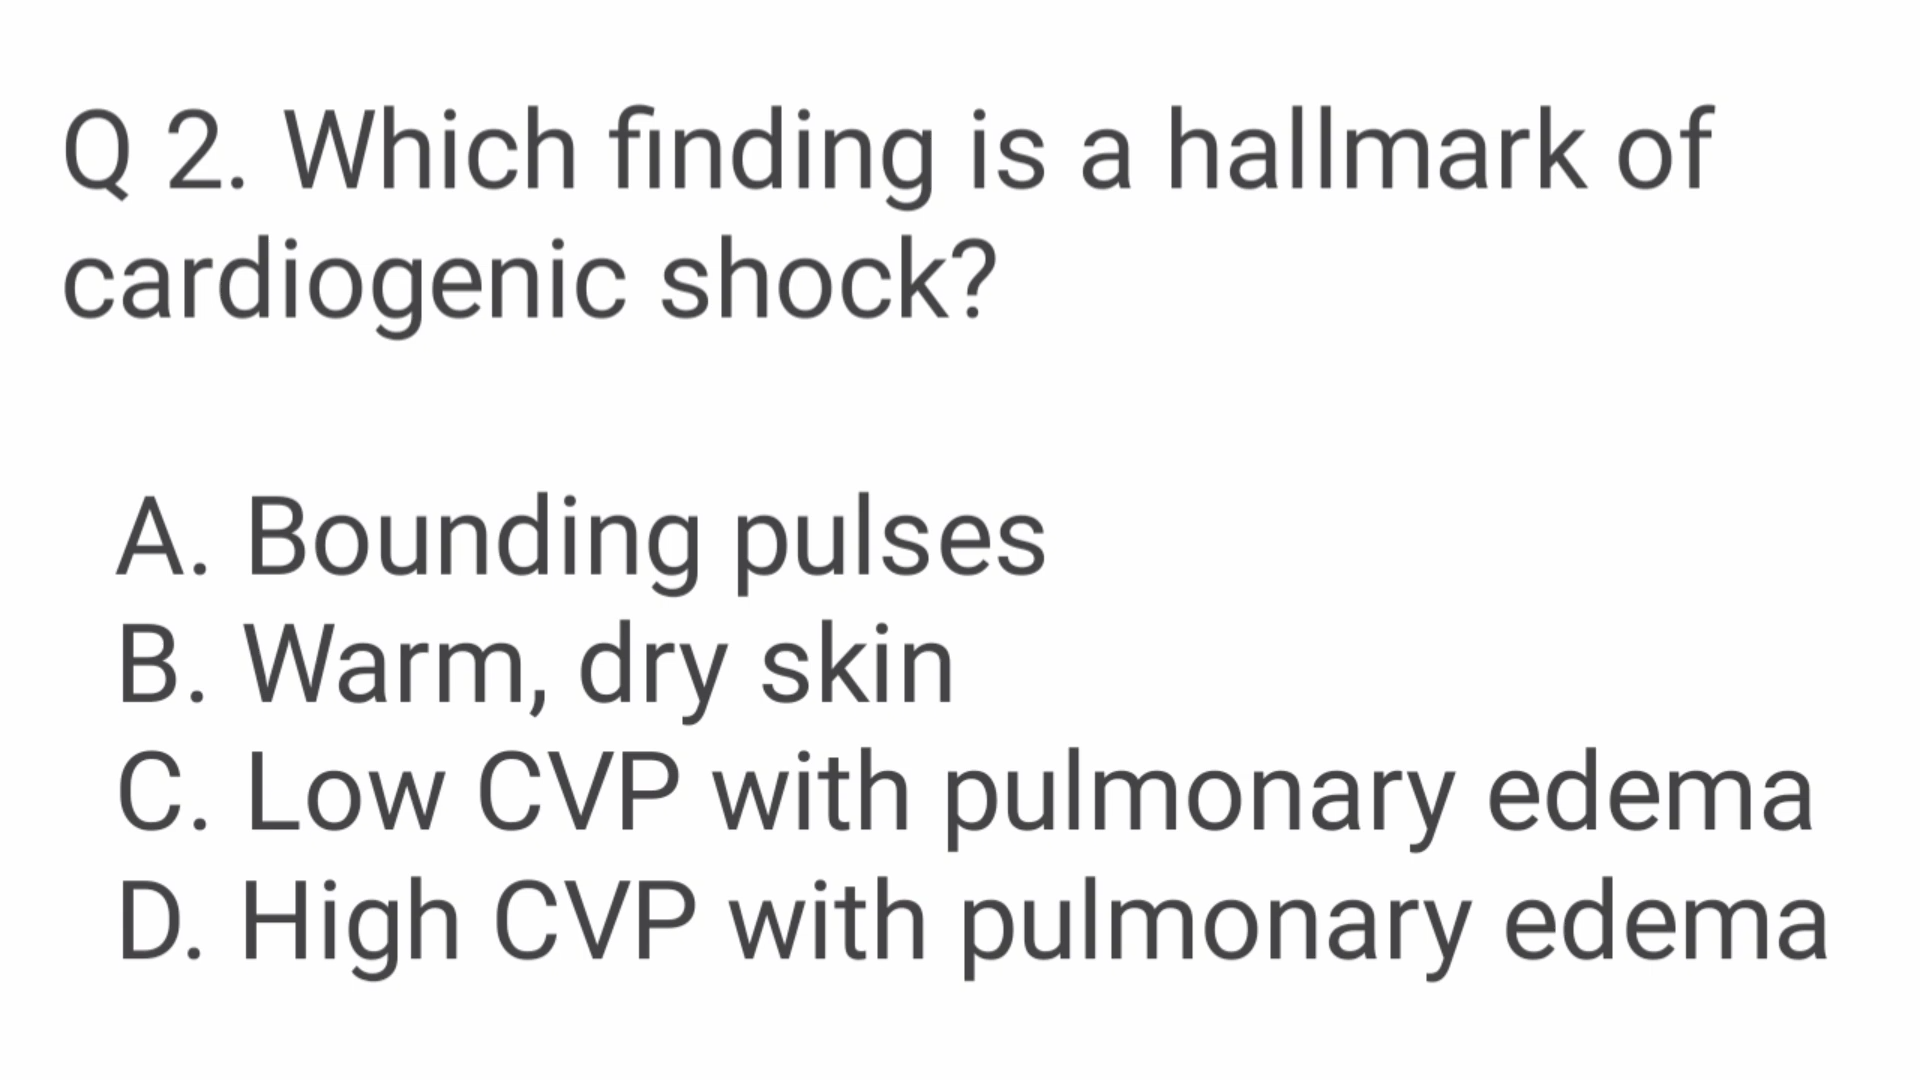 Q 2. Which finding is a hallmark of
cardiogenic shock?
A. Bounding pulses
B. Warm, dry skin
C. Low CVP with pulmonary edema
D. High CVP with pulmonary edema